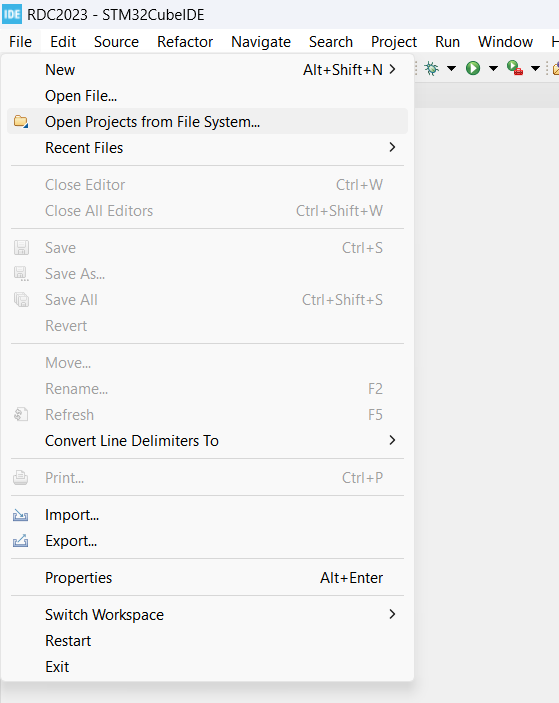 IDE RDC2023 - STM32CubeIDE
File Edit Source Refactor Navigate Search Project Run Window
New Alt+Shift+N
Open File...
Open Projects from File System...
Recent Files
Close Editor Ctrl+W
Close All Editors Ctrl+Shift+W
Save Ctrl+S
Save As...
Save All Ctrl+Shift+S
Revert
Move...
Rename... F2
Refresh F5
Convert Line Delimiters To
Print... Ctrl+P
Import...
Export...
Properties Alt+Enter
Switch Workspace
Restart
Exit